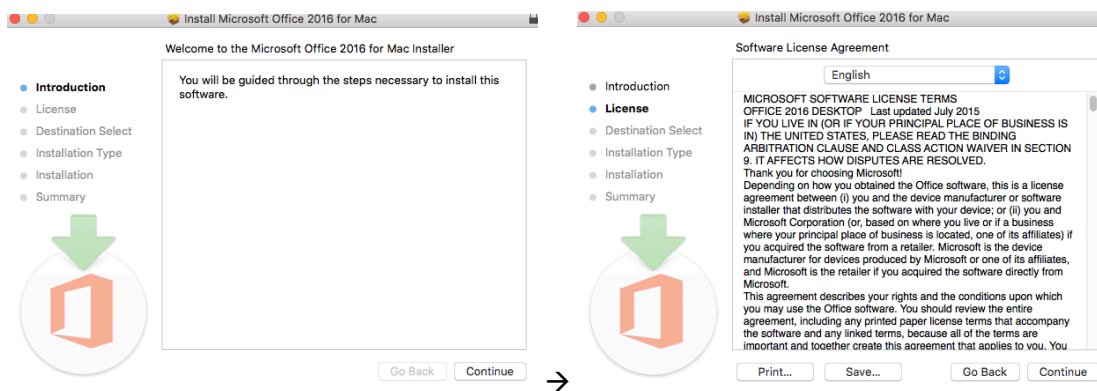 Install Microsoft Office 2016 for Mac
Welcome to the Microsoft Office 2016 for Mac Installer
Introduction
License
Destination Select
Installation Type
Installation
Summary
You will be guided through the steps necessary to install this
software.
Go Back
Continue
→
Install Microsoft Office 2016 for Mac
Software License Agreement
Introduction
License
Destination Select
Installation Type
Installation
Summary
English
MICROSOFT SOFTWARE LICENSE TERMS
OFFICE 2016 DESKTOP Last updated July 2015
IF YOU LIVE IN (OR IF YOUR PRINCIPAL PLACE OF BUSINESS IS
IN) THE UNITED STATES, PLEASE READ THE BINDING
ARBITRATION CLAUSE AND CLASS ACTION WAIVER IN SECTION
9. IT AFFECTS HOW DISPUTES ARE RESOLVED.
Thank you for choosing Microsoft!
Depending on how you obtained the Office software, this is a license
agreement between (i) you and the device manufacturer or software
installer that distributes the software with your device; or (ii) you and
Microsoft Corporation (or, based on where you live or if a business
where your principal place of business is located, one of its affiliates) if
you acquired the software from a retailer. Microsoft is the device
manufacturer for devices produced by Microsoft or one of its affiliates,
and Microsoft is the retailer if you acquired the software directly from
Microsoft.
This agreement describes your rights and the conditions upon which
you may use the Office software. You should review the entire
agreement, including any printed paper license terms that accompany
the software and any linked terms, because all of the terms are
important and together create this agreement that applies to you. You
Print...
Save...
Go Back
Continue